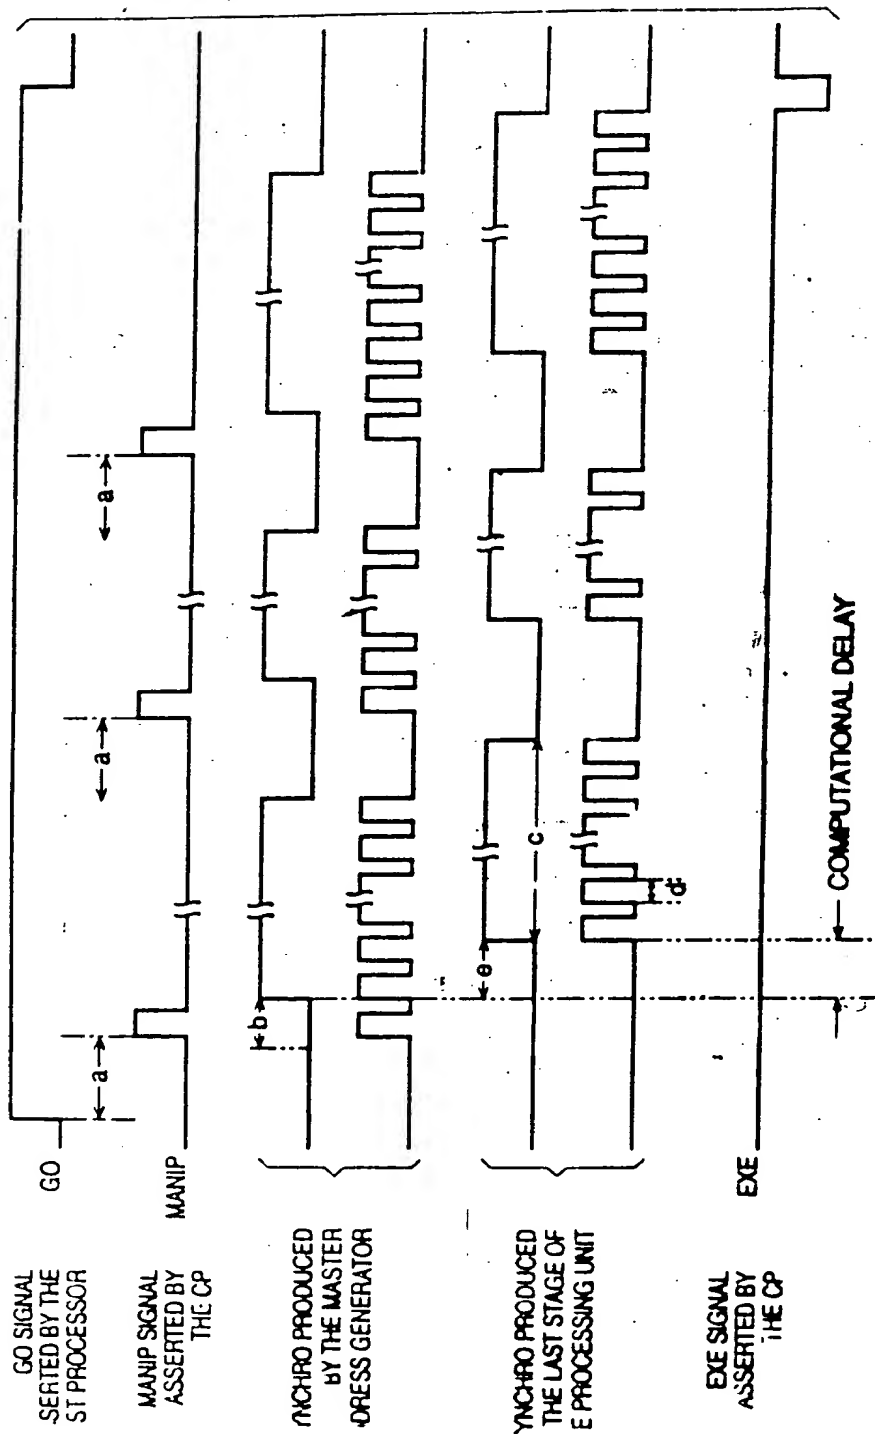 GO SIGNAL
SERTED BY THE
ST PROCESSOR
GO
a
a
a
MANIP SIGNAL
ASSERTED BY
THE CP
MANIP
YNCHRO PRODUCED
BY THE MASTER
DRESS GENERATOR
b
YNCHRO PRODUCED
THE LAST STAGE OF
E PROCESSING UNIT
e
c
d
EXE SIGNAL
ASSERTED BY
THE CP
EXE
COMPUTATIONAL DELAY